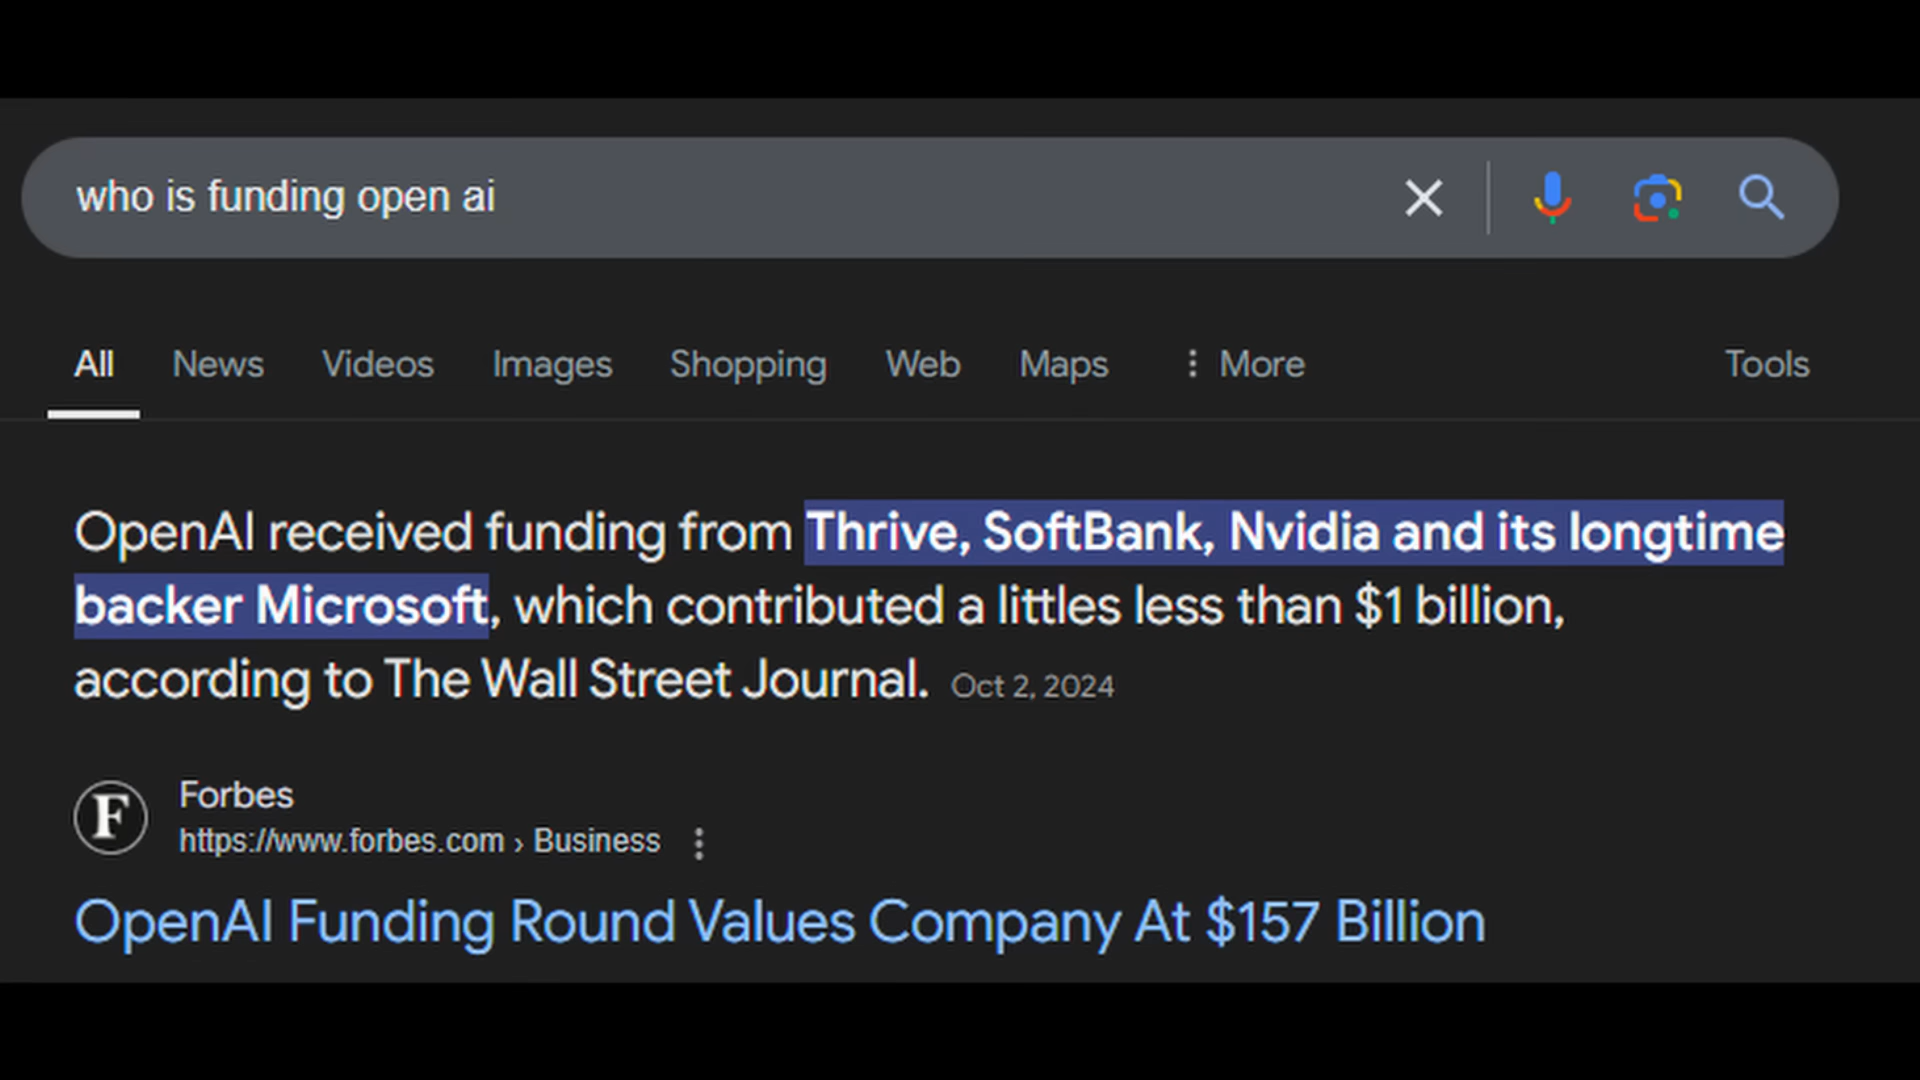 who is funding open ai
All News Videos Images Shopping Web Maps More Tools
OpenAI received funding from Thrive, SoftBank, Nvidia and its longtime
backer Microsoft, which contributed a littles less than $1 billion,
according to The Wall Street Journal. Oct 2, 2024
F
Forbes
https://www.forbes.com › Business
OpenAI Funding Round Values Company At $157 Billion